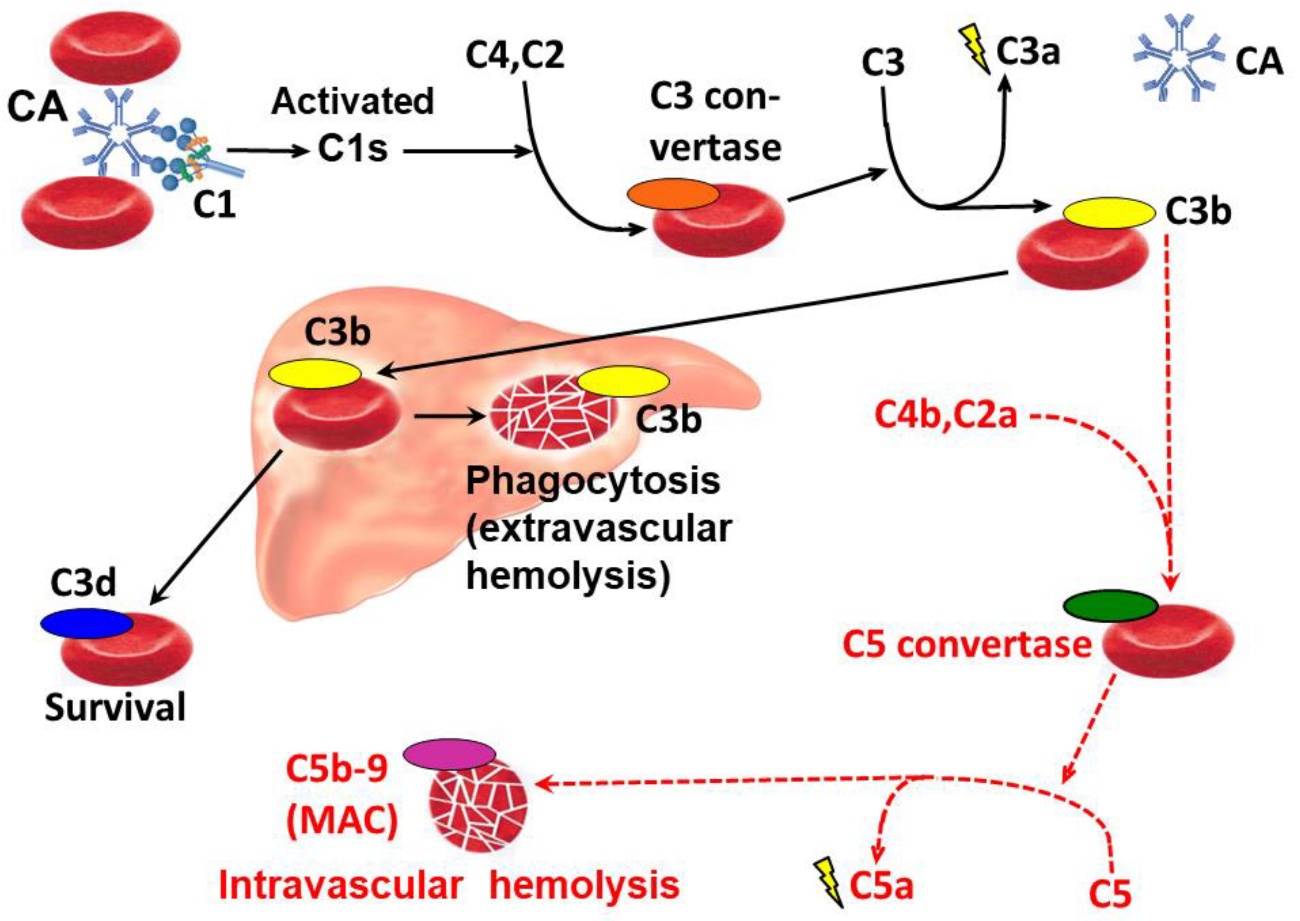 CA
C1
Activated
C1s
C4,C2
C3 con-
vertase
C3
C3a
CA
C3b
C3b
C3b
Phagocytosis
(extravascular
hemolysis)
C3d
Survival
C4b,C2a
C5 convertase
C5b-9
(MAC)
Intravascular hemolysis
C5a
C5